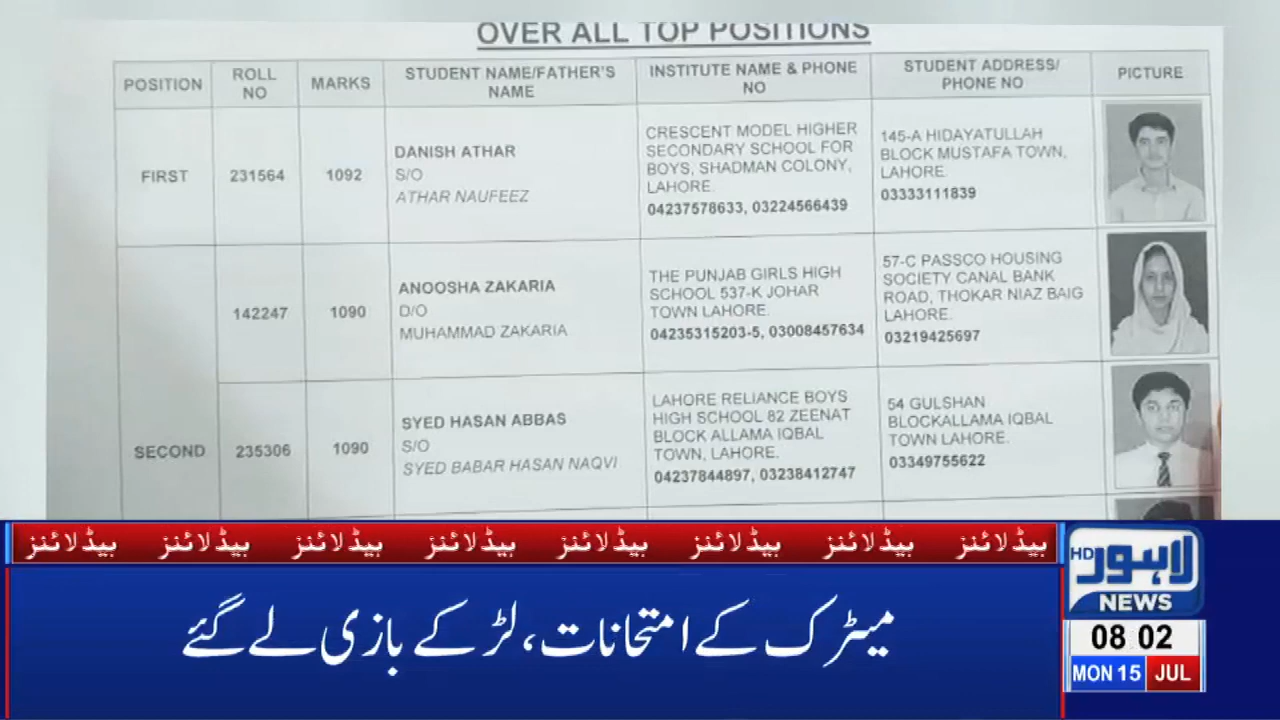 OVER ALL TOP POSITIONS
POSITION
ROLL
NO
MARKS
STUDENT NAME/FATHER'S
NAME
INSTITUTE NAME & PHONE
NO
STUDENT ADDRESS/
PHONE NO
PICTURE
FIRST
231564
1092
DANISH ATHAR
S/O
ATHAR NAUFEEZ
CRESCENT MODEL HIGHER
SECONDARY SCHOOL FOR
BOYS, SHADMAN COLONY,
LAHORE.
04237578633, 03224566439
145-A HIDAYATULLAH
BLOCK MUSTAFA TOWN,
LAHORE.
03333111839
142247
1090
ANOOSHA ZAKARIA
D/O
MUHAMMAD ZAKARIA
THE PUNJAB GIRLS HIGH
SCHOOL 537-K JOHAR
TOWN LAHORE.
04235315203-5, 03008457634
57-C PASSCO HOUSING
SOCIETY CANAL BANK
ROAD, THOKAR NIAZ BAIG
LAHORE.
03219425697
SECOND
235306
1090
SYED HASAN ABBAS
S/O
SYED BABAR HASAN NAQVI
LAHORE RELIANCE BOYS
HIGH SCHOOL 82 ZEENAT
BLOCK ALLAMA IQBAL
TOWN, LAHORE.
04237844897, 03238412747
54 GULSHAN
BLOCKALLAMA IQBAL
TOWN LAHORE.
03349755622
ہیڈلائنز ہیڈلائنز ہیڈلائنز ہیڈلائنز ہیڈلائنز ہیڈلائنز ہیڈلائنز ہیڈلائنز
میٹرک کے امتحانات، لڑکے بازی لے گئے
لاہور HD
NEWS
08 02
MON 15 JUL